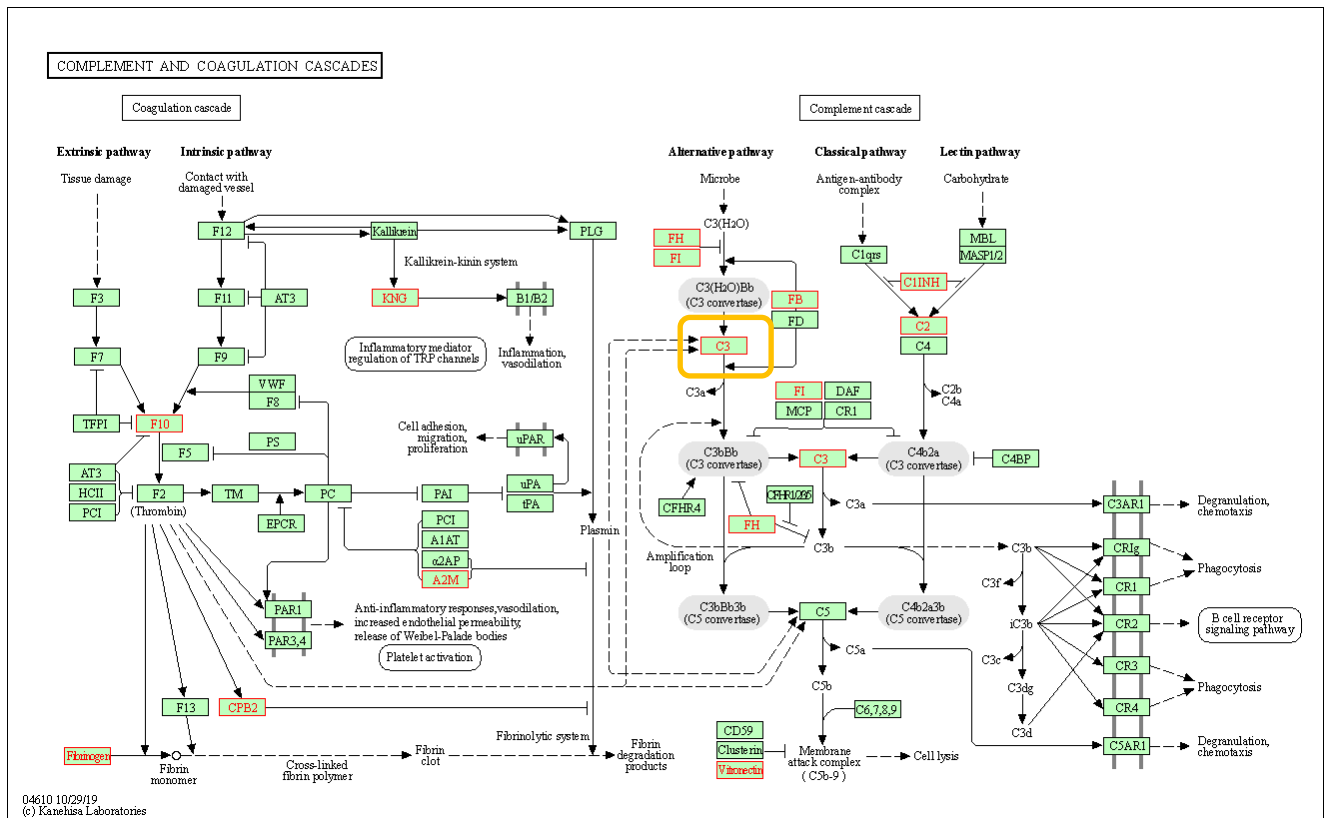 COMPLEMENT AND COAGULATION CASCADES
Coagulation cascade
Complement cascade
Extrinsic pathway
Intrinsic pathway
Alternative pathway
Classical pathway
Lectin pathway
Tissue damage
Contact with
damaged vessel
Microbe
Antigen-antibody
complex
Carbohydrate
F12
Kallikrein
PLG
C3(H2O)
FH
FI
C1qrs
MBL
MASP1/2
Kallikrein-kinin system
F3
F11
AT3
KNG
B1/B2
C3(H2O)Bb
(C3 convertase)
FB
FD
C1INH
C2
C4
F7
F9
Inflammatory mediator
regulation of TRP channels
Inflammation,
vasodilation
C3
VWF
F8
C3a
FI
DAF
MCP
CR1
C2b
C4a
TFPI
F10
PS
F5
Cell adhesion,
migration,
proliferation
uPAR
C3bBb
(C3 convertase)
C3
C4b2a
(C3 convertase)
C4BP
AT3
HCII
PCI
F2
(Thrombin)
TM
PC
PAI
uPA
tPA
EPCR
CFHR4
FH
C3a
C3AR1
Degranulation,
chemotaxis
PCI
A1AT
α2AP
A2M
Plasmin
Amplification
loop
C3b
C3b
CRIg
CR1
Phagocytosis
C3f
PAR1
PAR3,4
Anti-inflammatory responses,vasodilation,
increased endothelial permeability,
release of Weibel-Palade bodies
Platelet activation
C3bBb3b
(C5 convertase)
C5
C4b2a3b
(C5 convertase)
iC3b
CR2
B cell receptor
signaling pathway
C5a
C3c
CR3
C5b
C3dg
Phagocytosis
F13
CPB2
C6,7,8,9
CR4
C3d
Fibrinolytic system
CD59
Clusterin
Vitronectin
Membrane
attack complex
( C5b-9 )
Cell lysis
C5AR1
Degranulation,
chemotaxis
Fibrinogen
Fibrin
monomer
Cross-linked
fibrin polymer
Fibrin
clot
Fibrin
degradation
products
04610 10/29/19
(c) Kanehisa Laboratories